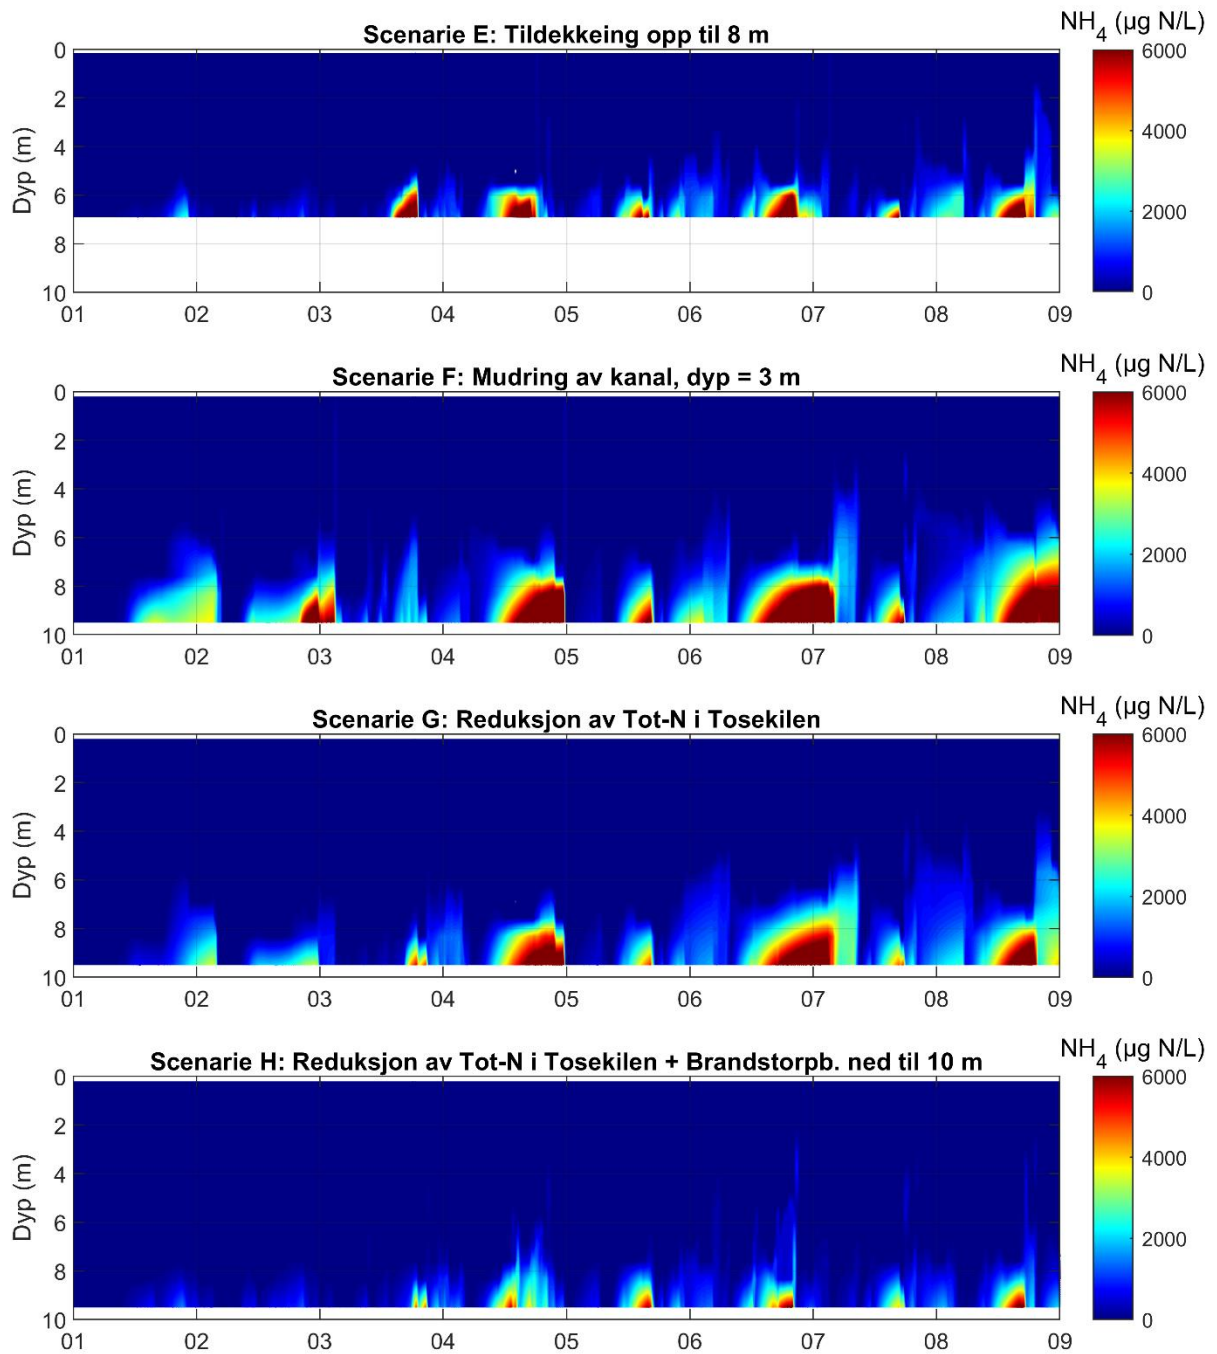 Scenarie E: Tildekkeing opp til 8 m
NH4 (µg N/L)
Dyp (m)
0
2
4
6
8
10
01 02 03 04 05 06 07 08 09
6000
4000
2000
0
Scenarie F: Mudring av kanal, dyp = 3 m
NH4 (µg N/L)
Dyp (m)
0
2
4
6
8
10
01 02 03 04 05 06 07 08 09
6000
4000
2000
0
Scenarie G: Reduksjon av Tot-N i Tosekilen
NH4 (µg N/L)
Dyp (m)
0
2
4
6
8
10
01 02 03 04 05 06 07 08 09
6000
4000
2000
0
Scenarie H: Reduksjon av Tot-N i Tosekilen + Brandstorpb. ned til 10 m
NH4 (µg N/L)
Dyp (m)
0
2
4
6
8
10
01 02 03 04 05 06 07 08 09
6000
4000
2000
0